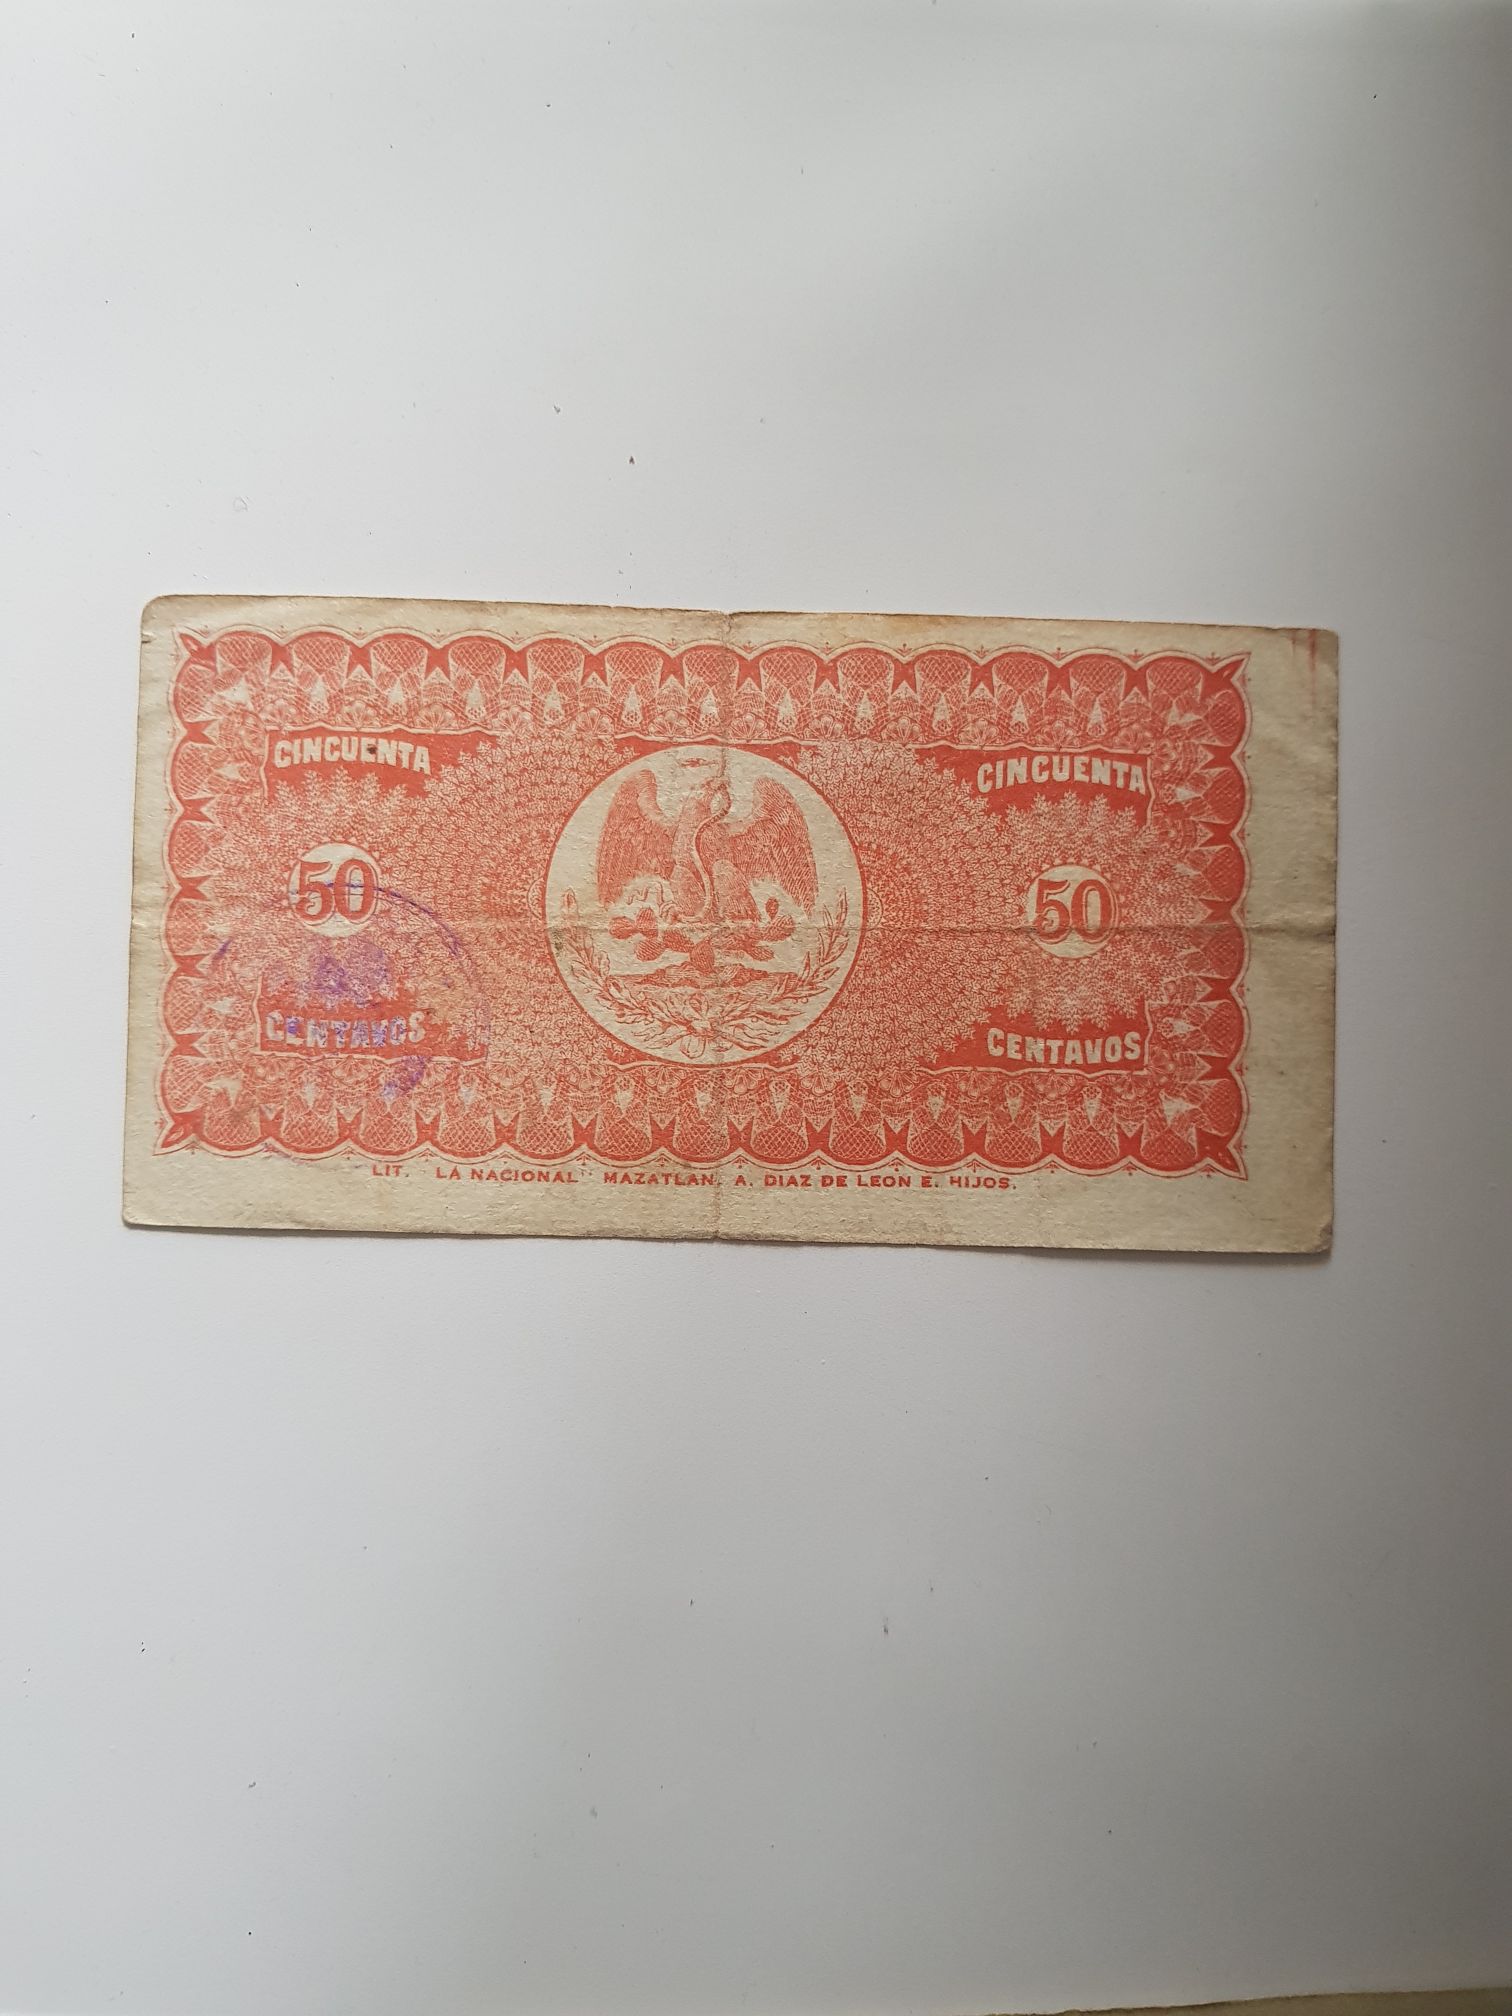 CINCUENTA CINCUENTA
50 50
CENTAVOS CENTAVOS
LIT. "LA NACIONAL" MAZATLAN. A. DIAZ DE LEON E. HIJOS.